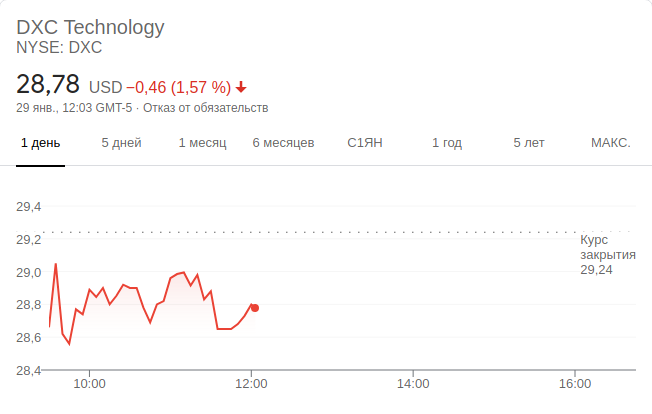 DXC Technology
NYSE: DXC
28,78 USD −0,46 (1,57 %)
29 янв., 12:03 GMT-5 · Отказ от обязательств
1 день 5 дней 1 месяц 6 месяцев С1ЯН 1 год 5 лет МАКС.
29,4
29,2
29,0
28,8
28,6
28,4
Курс
закрытия
29,24
10:00 12:00 14:00 16:00